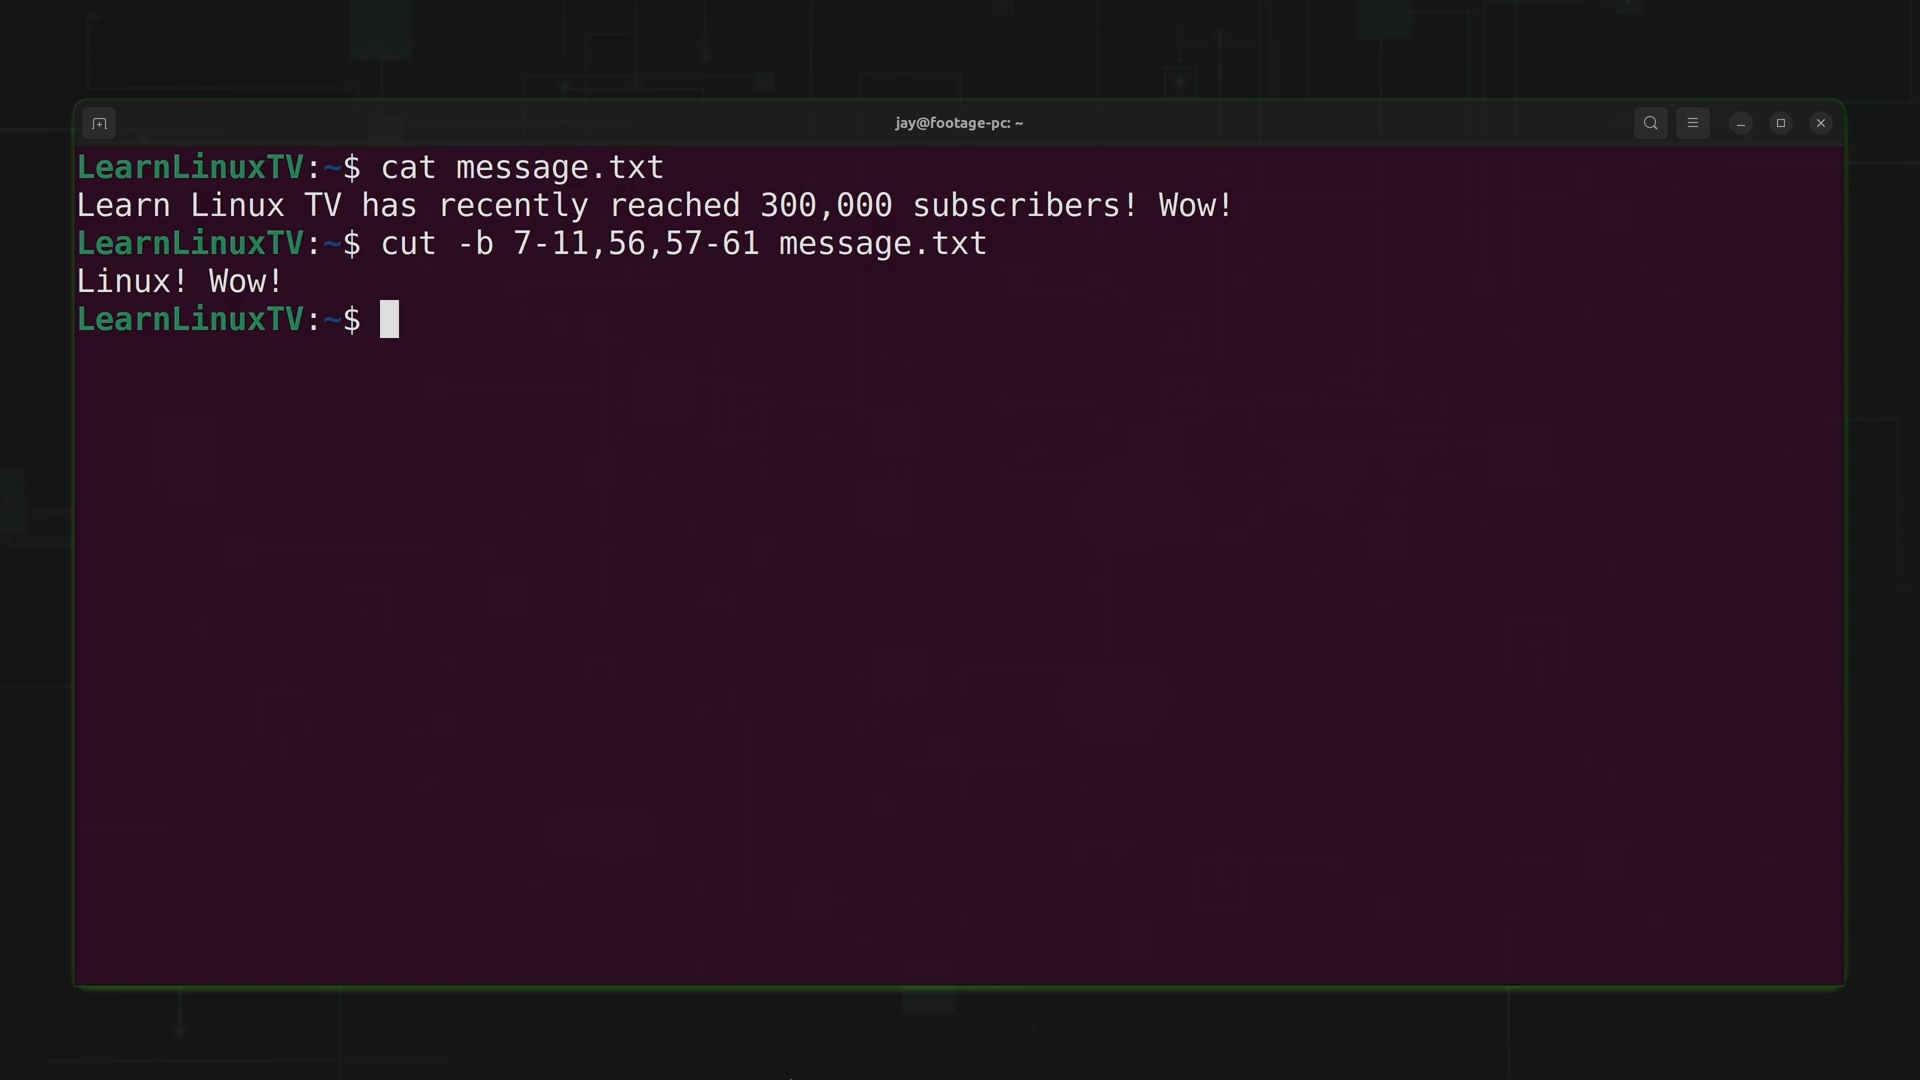 jay@footage-pc: ~
LearnLinuxTV:~$ cat message.txt
Learn Linux TV has recently reached 300,000 subscribers! Wow!
LearnLinuxTV:~$ cut -b 7-11,56,57-61 message.txt
Linux! Wow!
LearnLinuxTV:~$